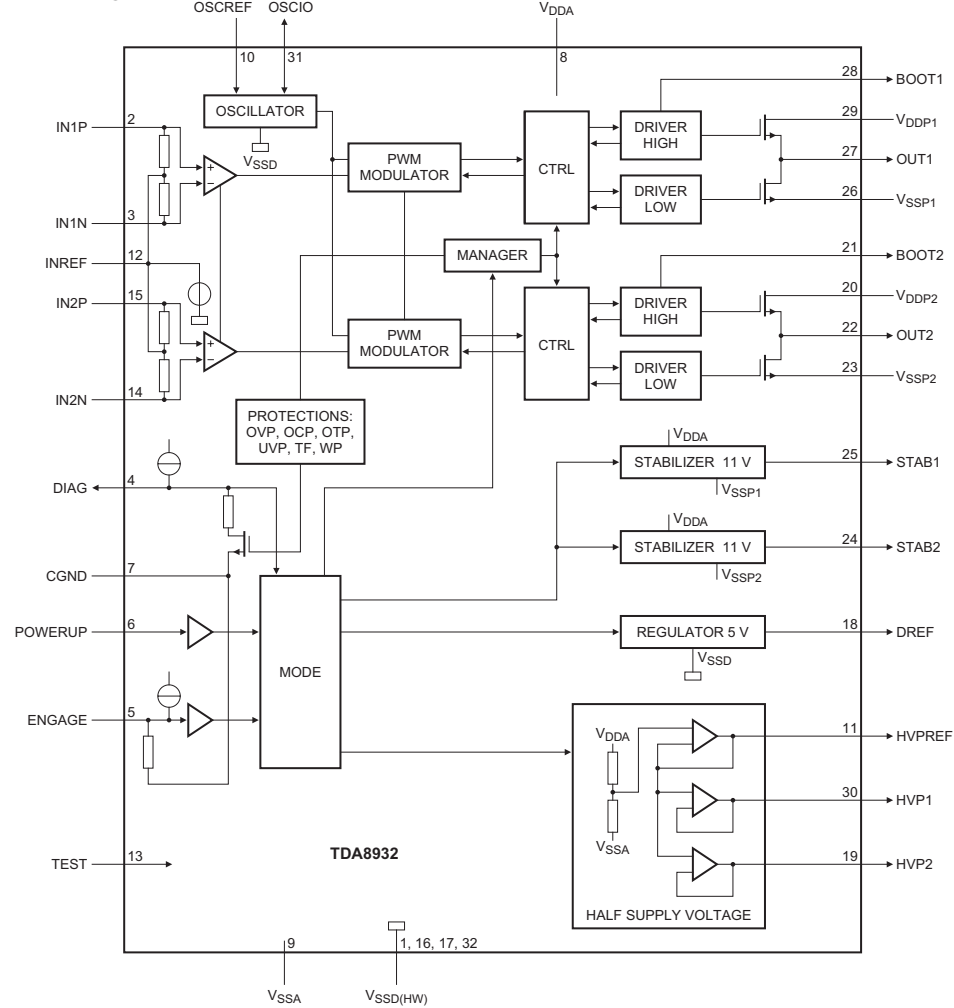 OSCREF OSCIO
VDDA
10 31 8
28 BOOT1
OSCILLATOR
VSSD
IN1P 2
DRIVER HIGH
29 VDDP1
PWM MODULATOR
CTRL
27 OUT1
+
−
DRIVER LOW
26 VSSP1
IN1N 3
INREF 12
MANAGER
21 BOOT2
IN2P 15
DRIVER HIGH
20 VDDP2
PWM MODULATOR
CTRL
22 OUT2
+
−
DRIVER LOW
23 VSSP2
IN2N 14
PROTECTIONS:
OVP, OCP, OTP,
UVP, TF, WP
VDDA
STABILIZER 11 V
25 STAB1
VSSP1
DIAG 4
VDDA
STABILIZER 11 V
24 STAB2
VSSP2
CGND 7
POWERUP 6
REGULATOR 5 V
18 DREF
VSSD
MODE
ENGAGE 5
VDDA
11 HVPREF
30 HVP1
VSSA
TEST 13
TDA8932
19 HVP2
HALF SUPPLY VOLTAGE
9
1, 16, 17, 32
VSSA
VSSD(HW)